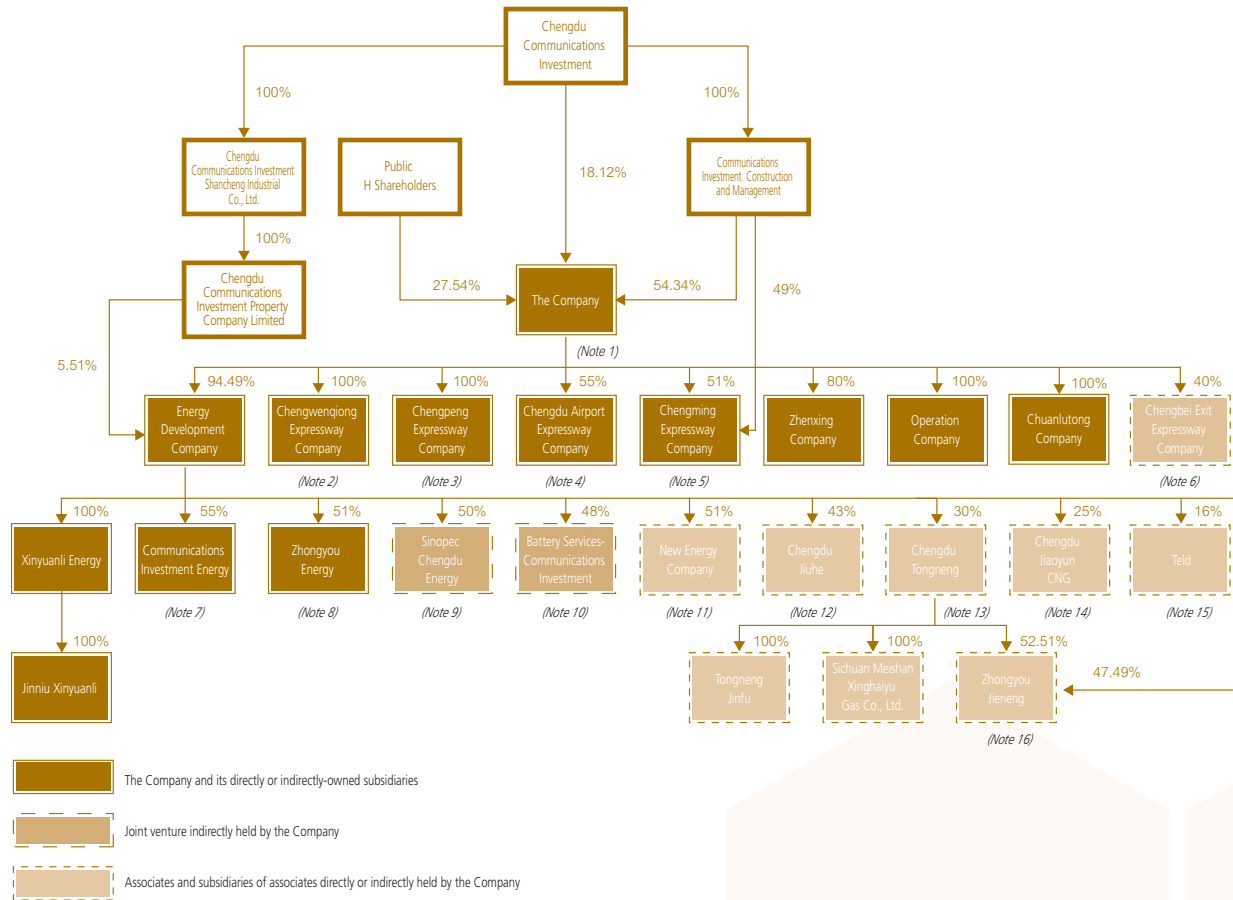 Chengdu
Communications
Investment
100%
100%
18.12%
Chengdu
Communications Investment
Shancheng Industrial
Co., Ltd.
Public
H Shareholders
Communications
Investment Construction
and Management
100%
Chengdu
Communications
Investment Property
Company Limited
27.54%
The Company
54.34%
49%
(Note 1)
5.51%
94.49%
100%
100%
55%
51%
80%
100%
100%
40%
Energy
Development
Company
Chengwenqiong
Expressway
Company
Chengpeng
Expressway
Company
Chengdu Airport
Expressway
Company
Chengming
Expressway
Company
Zhenxing
Company
Operation
Company
Chuanlutong
Company
Chengbei Exit
Expressway
Company
(Note 2)
(Note 3)
(Note 4)
(Note 5)
(Note 6)
100%
55%
51%
50%
48%
51%
43%
30%
25%
16%
Xinyuanli Energy
Communications
Investment Energy
Zhongyou
Energy
Sinopec
Chengdu
Energy
Battery Services-
Communications
Investment
New Energy
Company
Chengdu
Jiuhe
Chengdu
Tongneng
Chengdu
Jiaoyun
CNG
Teld
(Note 7)
(Note 8)
(Note 9)
(Note 10)
(Note 11)
(Note 12)
(Note 13)
(Note 14)
(Note 15)
100%
100%
100%
52.51%
Jinniu Xinyuanli
Tongneng
Jinfu
Sichuan Meishan
Xinghaiyu
Gas Co., Ltd.
Zhongyou
Jieneng
47.49%
(Note 16)
The Company and its directly or indirectly-owned subsidiaries
Joint venture indirectly held by the Company
Associates and subsidiaries of associates directly or indirectly held by the Company